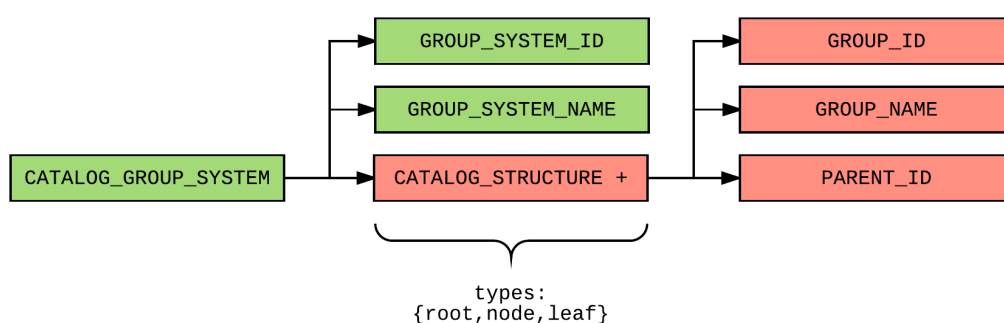 GROUP_SYSTEM_ID
GROUP_ID
GROUP_SYSTEM_NAME
GROUP_NAME
CATALOG_GROUP_SYSTEM
CATALOG_STRUCTURE +
PARENT_ID
types:
{root,node,leaf}